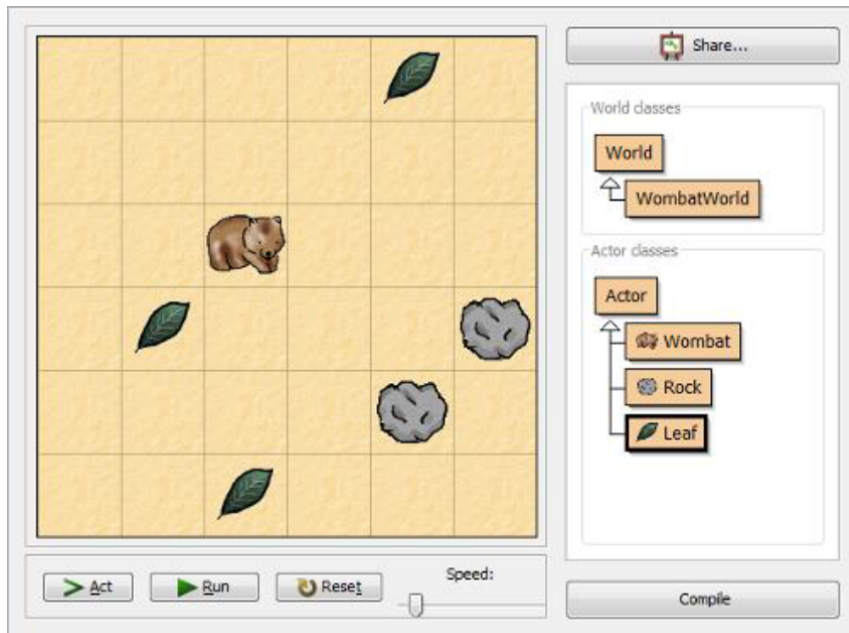 Share...
World classes
World
WombatWorld
Actor classes
Actor
Wombat
Rock
Leaf
Act
Run
Reset
Speed:
Compile